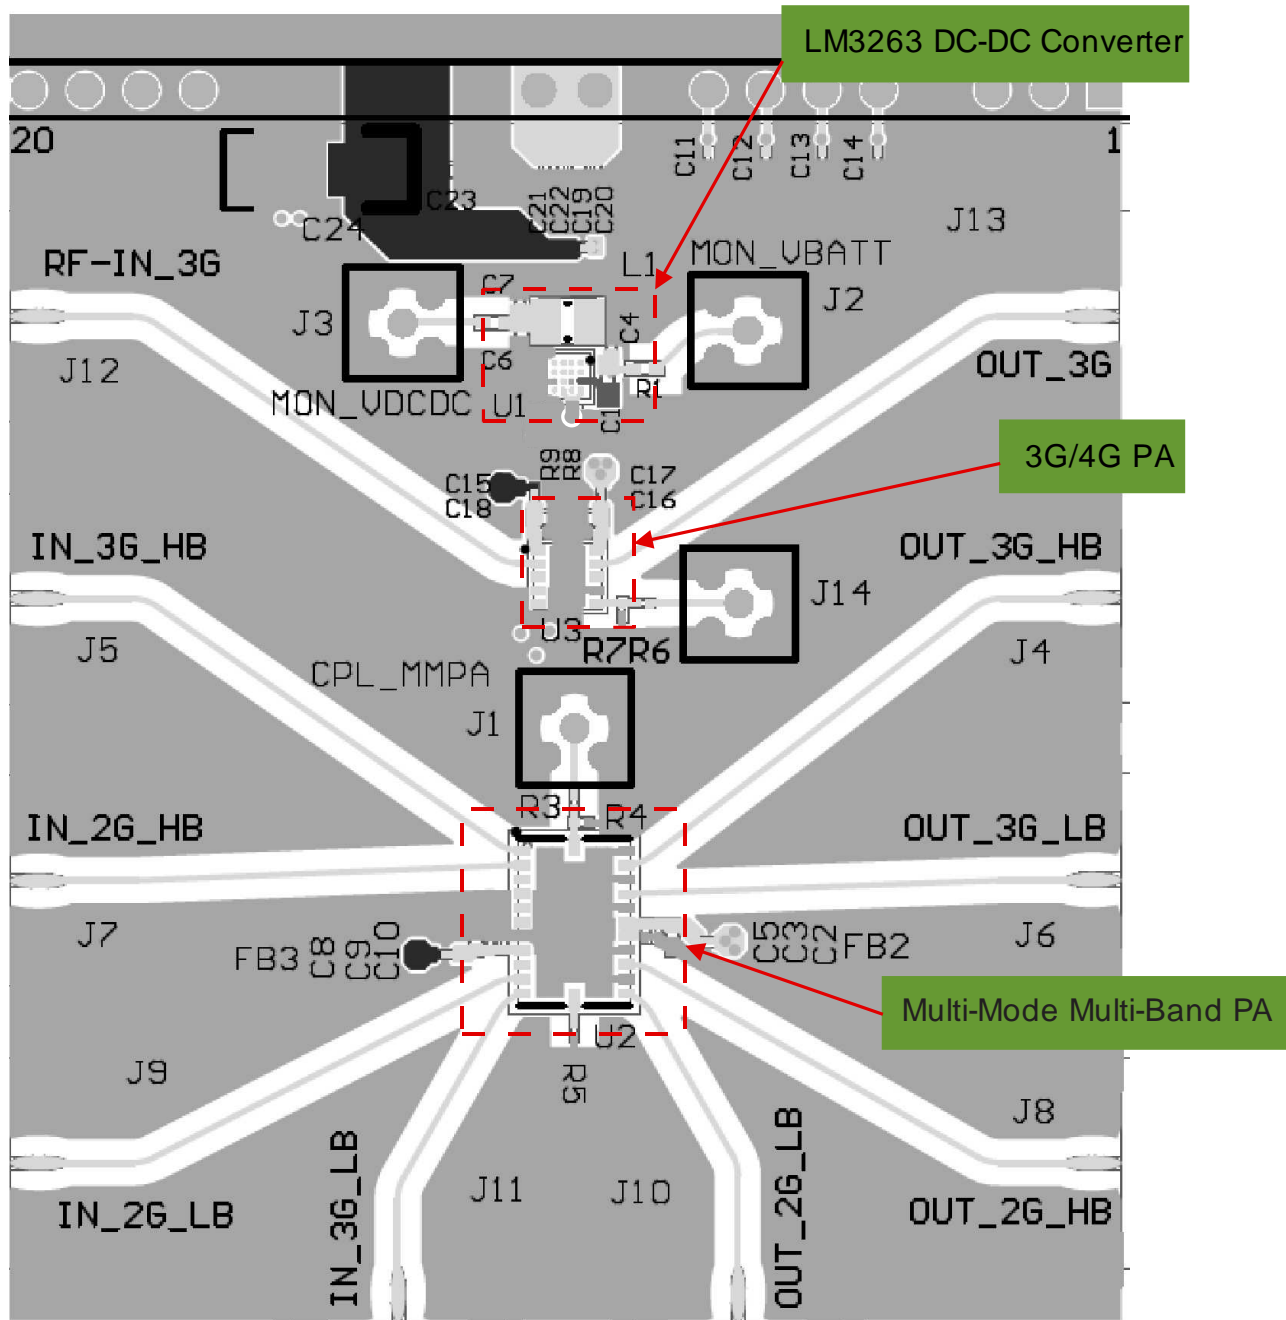 LM3263 DC-DC Converter
20
C11
C12
C13
C14
1
C23
C24
C21
C22
C19
C20
J13
RF-IN_3G
L1
MON_VBATT
C7
J3
C4
J2
J12
C6
R1
OUT_3G
MON_VDCDC
U1
C1
3G/4G PA
R9
R8
C15
C17
C18
C16
IN_3G_HB
OUT_3G_HB
J14
U3
J5
R7R6
J4
CPL_MMPA
J1
R3
R4
IN_2G_HB
OUT_3G_LB
J7
FB3
C8
C9
C10
C5
C3
C2
FB2
J6
Multi-Mode Multi-Band PA
U2
J9
R5
J8
IN_3G_LB
J11
J10
OUT_2G_LB
IN_2G_LB
OUT_2G_HB